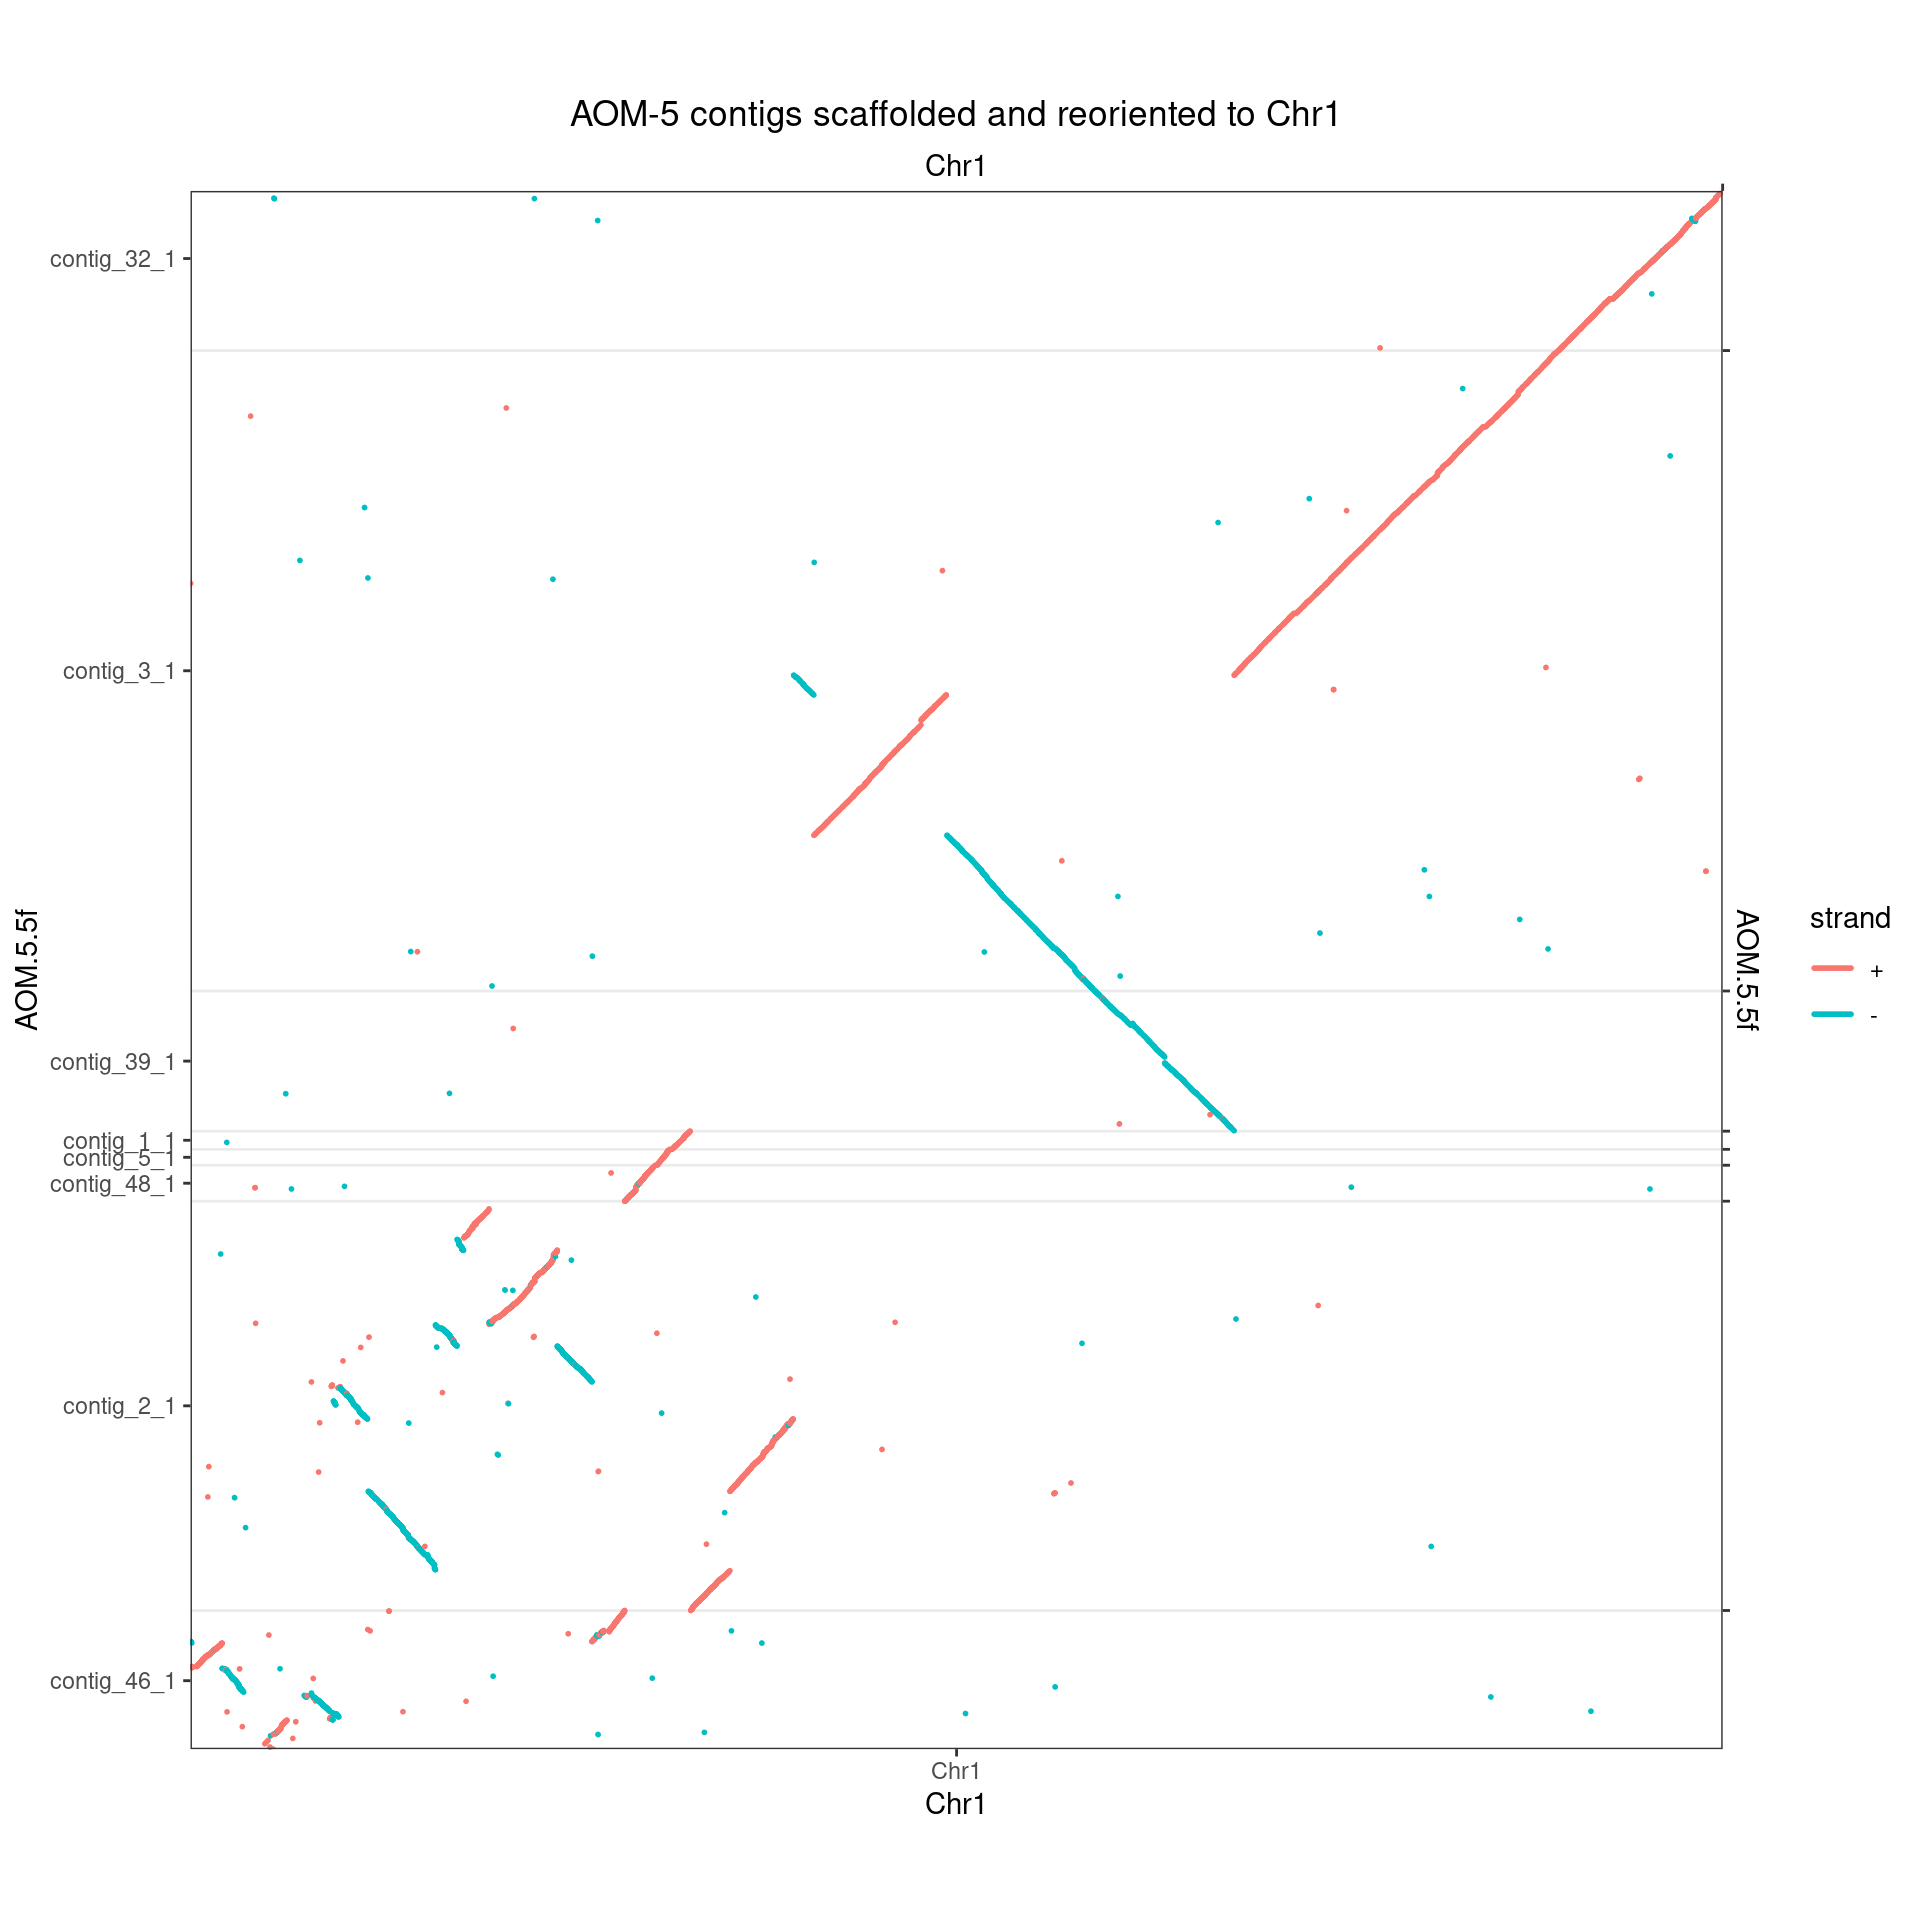 AOM-5 contigs scaffolded and reoriented to Chr1
Chr1
contig_32_1
contig_3_1
contig_39_1
contig_1_1
contig_5_1
contig_48_1
contig_2_1
contig_46_1
AOM.5.5f
AOM.5.5f
strand
+
-
Chr1
Chr1